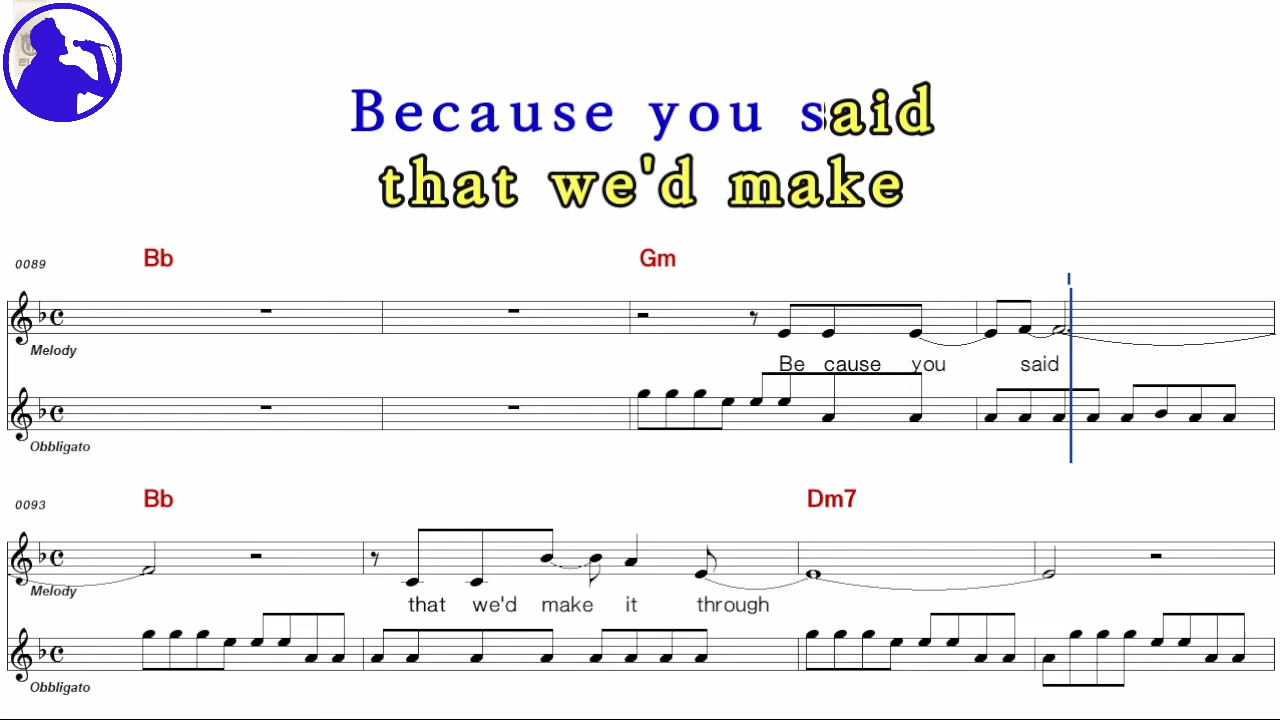 Because you said
that we'd make
0089 Bb Gm
Melody
Be cause you said
Obbligato
0093 Bb Dm7
Melody
that we'd make it through
Obbligato